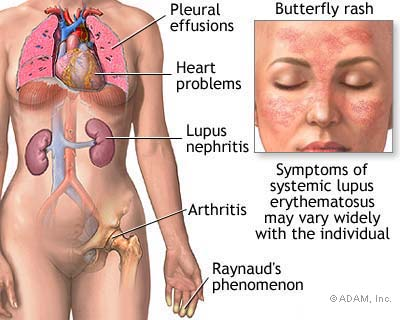 Pleural
effusions
Heart
problems
Lupus
nephritis
Arthritis
Raynaud's
phenomenon
Butterfly rash
Symptoms of
systemic lupus
erythematosus
may vary widely
with the individual
© ADAM, Inc.